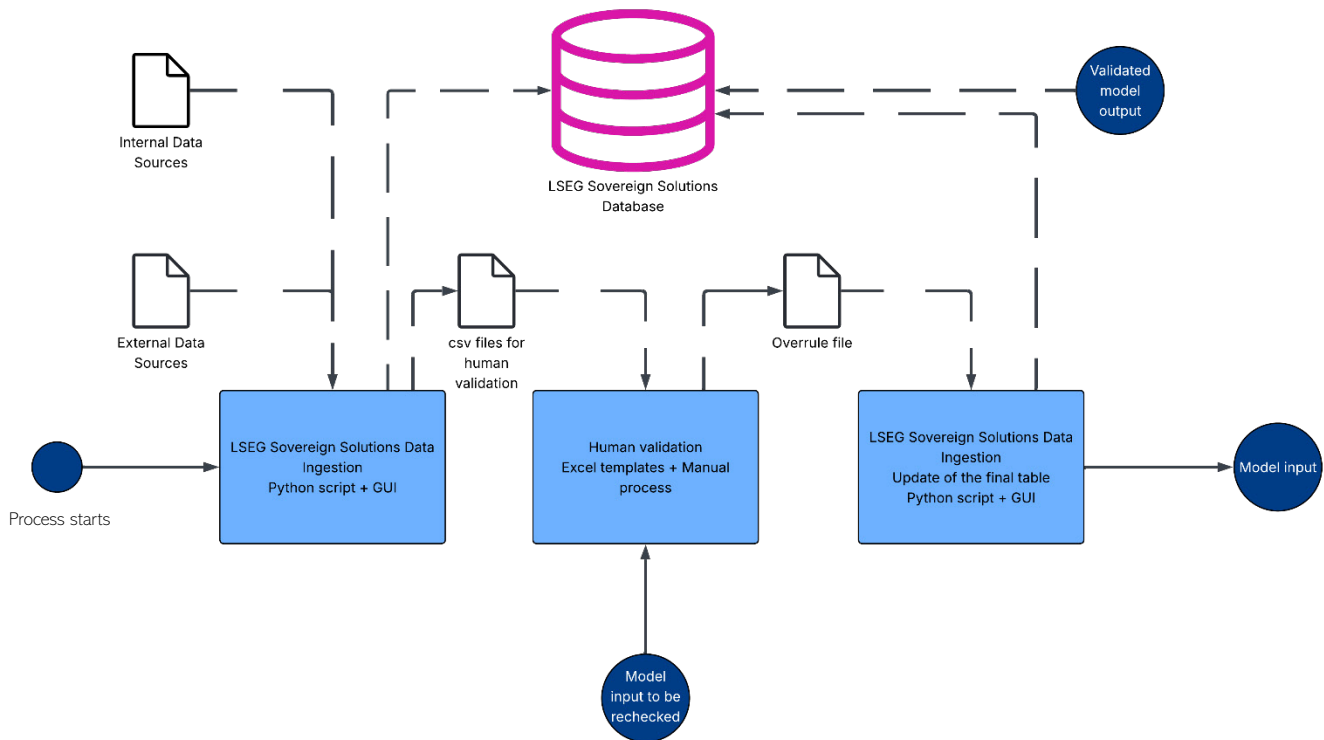 Validated
model
output
Internal Data
Sources
LSEG Sovereign Solutions
Database
External Data
Sources
csv files for
human
validation
Overrule file
LSEG Sovereign Solutions Data
Ingestion
Python script + GUI
Human validation
Excel templates + Manual
process
LSEG Sovereign Solutions Data
Ingestion
Update of the final table
Python script + GUI
Model input
Process starts
Model
input to be
rechecked